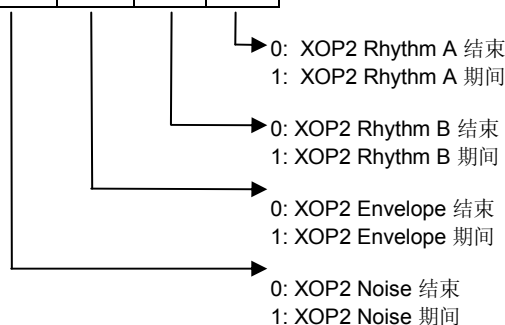 0: XOP2 Rhythm A 结束
1: XOP2 Rhythm A 期间
0: XOP2 Rhythm B 结束
1: XOP2 Rhythm B 期间
0: XOP2 Envelope 结束
1: XOP2 Envelope 期间
0: XOP2 Noise 结束
1: XOP2 Noise 期间